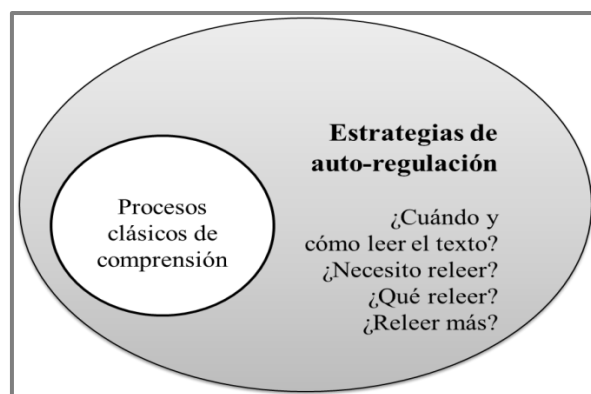 Estrategias de
auto-regulación
Procesos
clásicos de
comprensión
¿Cuándo y
cómo leer el texto?
¿Necesito releer?
¿Qué releer?
¿Releer más?